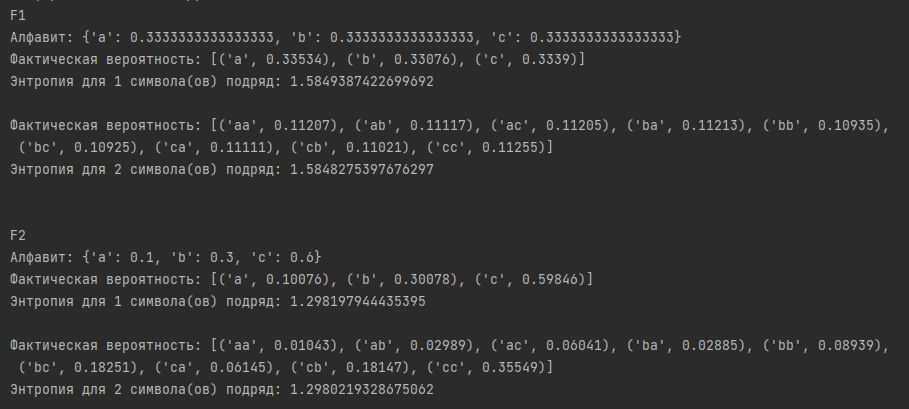 F1
Алфавит: {'a': 0.3333333333333333, 'b': 0.3333333333333333, 'c': 0.3333333333333333}
Фактическая вероятность: [('a', 0.33534), ('b', 0.33076), ('c', 0.3339)]
Энтропия для 1 символа(ов) подряд: 1.5849387422699692
Фактическая вероятность: [('aa', 0.11207), ('ab', 0.11117), ('ac', 0.11205), ('ba', 0.11213), ('bb', 0.10935),
('bc', 0.10925), ('ca', 0.11111), ('cb', 0.11021), ('cc', 0.11255)]
Энтропия для 2 символа(ов) подряд: 1.5848275397676297
F2
Алфавит: {'a': 0.1, 'b': 0.3, 'c': 0.6}
Фактическая вероятность: [('a', 0.10076), ('b', 0.30078), ('c', 0.59846)]
Энтропия для 1 символа(ов) подряд: 1.298197944435395
Фактическая вероятность: [('aa', 0.01043), ('ab', 0.02989), ('ac', 0.06041), ('ba', 0.02885), ('bb', 0.08939),
('bc', 0.18251), ('ca', 0.06145), ('cb', 0.18147), ('cc', 0.35549)]
Энтропия для 2 символа(ов) подряд: 1.2980219328675062